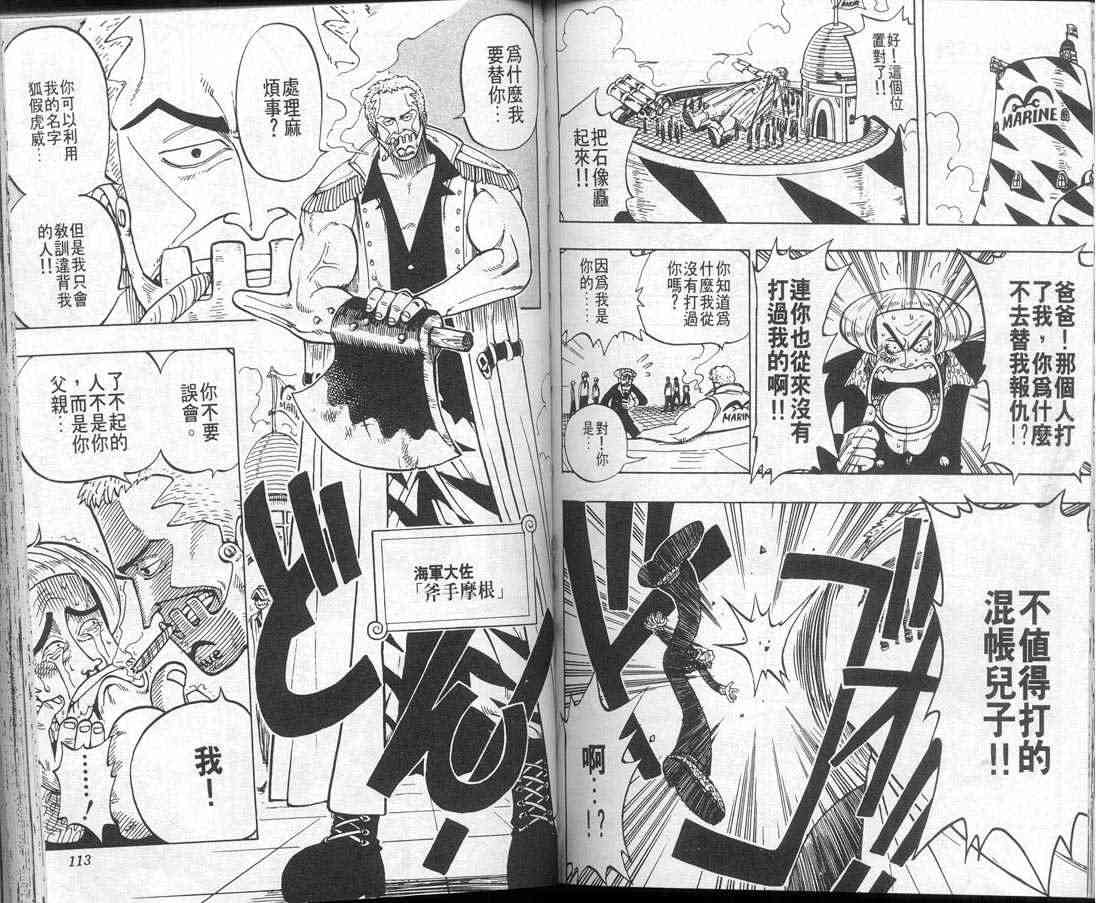 MARINE
好！這個位
置對了!!
把石像矗
起來!!
爸爸！那個人打
了我，你爲什麼
不去替我報仇!?
連你也從來沒有
打過我的啊!!
你知道爲
什麼我從
沒有打過
你嗎？
因爲我是
你的……
MARINE
對！你
是…
不值得打的
混帳兒子!!
ドゴオン
啊…！？
爲什麼我
要替你…
處理麻
煩事？
你可以利用
我的名字
狐假虎威…
但是我只會
教訓違背我
的人!!
海軍大佐
「斧手摩根」
どん
MARINE
你不要
誤會。
了不起的
人不是你
，而是你
父親…
我！
……！
113